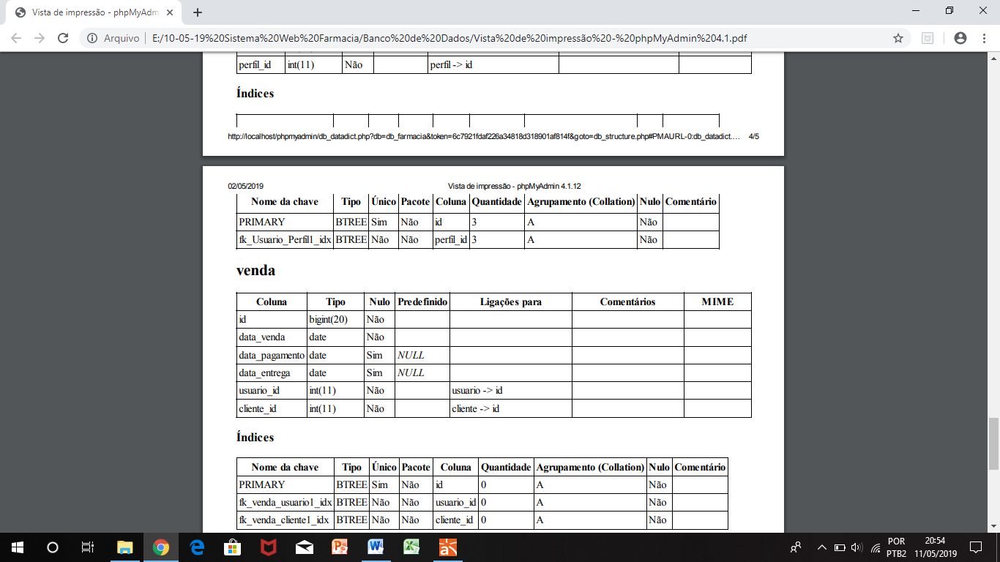 Vista de impressão - phpMyAdm
Arquivo | E:/10-05-19%20Sistema%20Web%20Farmacia/Banco%20de%20Dados/Vista%20de%20impressão%20-%20phpMyAdmin%204.1.pdf
perfil_id int(11) Não perfil -> id
Índices
http://localhost/phpmyadmin/db_datadict.php?db=db_farmacia&token=6c7921fdaf226a34818d318901af814f&goto=db_structure.php#PMAURL-0:db_datadict.… 4/5
02/05/2019 Vista de impressão - phpMyAdmin 4.1.12
Nome da chave Tipo Único Pacote Coluna Quantidade Agrupamento (Collation) Nulo Comentário
PRIMARY BTREE Sim Não id 3 A Não
fk_Usuario_Perfil1_idx BTREE Não Não perfil_id 3 A Não
venda
Coluna Tipo Nulo Predefinido Ligações para Comentários MIME
id bigint(20) Não
data_venda date Não
data_pagamento date Sim NULL
data_entrega date Sim NULL
usuario_id int(11) Não usuario -> id
cliente_id int(11) Não cliente -> id
Índices
Nome da chave Tipo Único Pacote Coluna Quantidade Agrupamento (Collation) Nulo Comentário
PRIMARY BTREE Sim Não id 0 A Não
fk_venda_usuario1_idx BTREE Não Não usuario_id 0 A Não
fk_venda_cliente1_idx BTREE Não Não cliente_id 0 A Não
POR 20:54
PTB2 11/05/2019